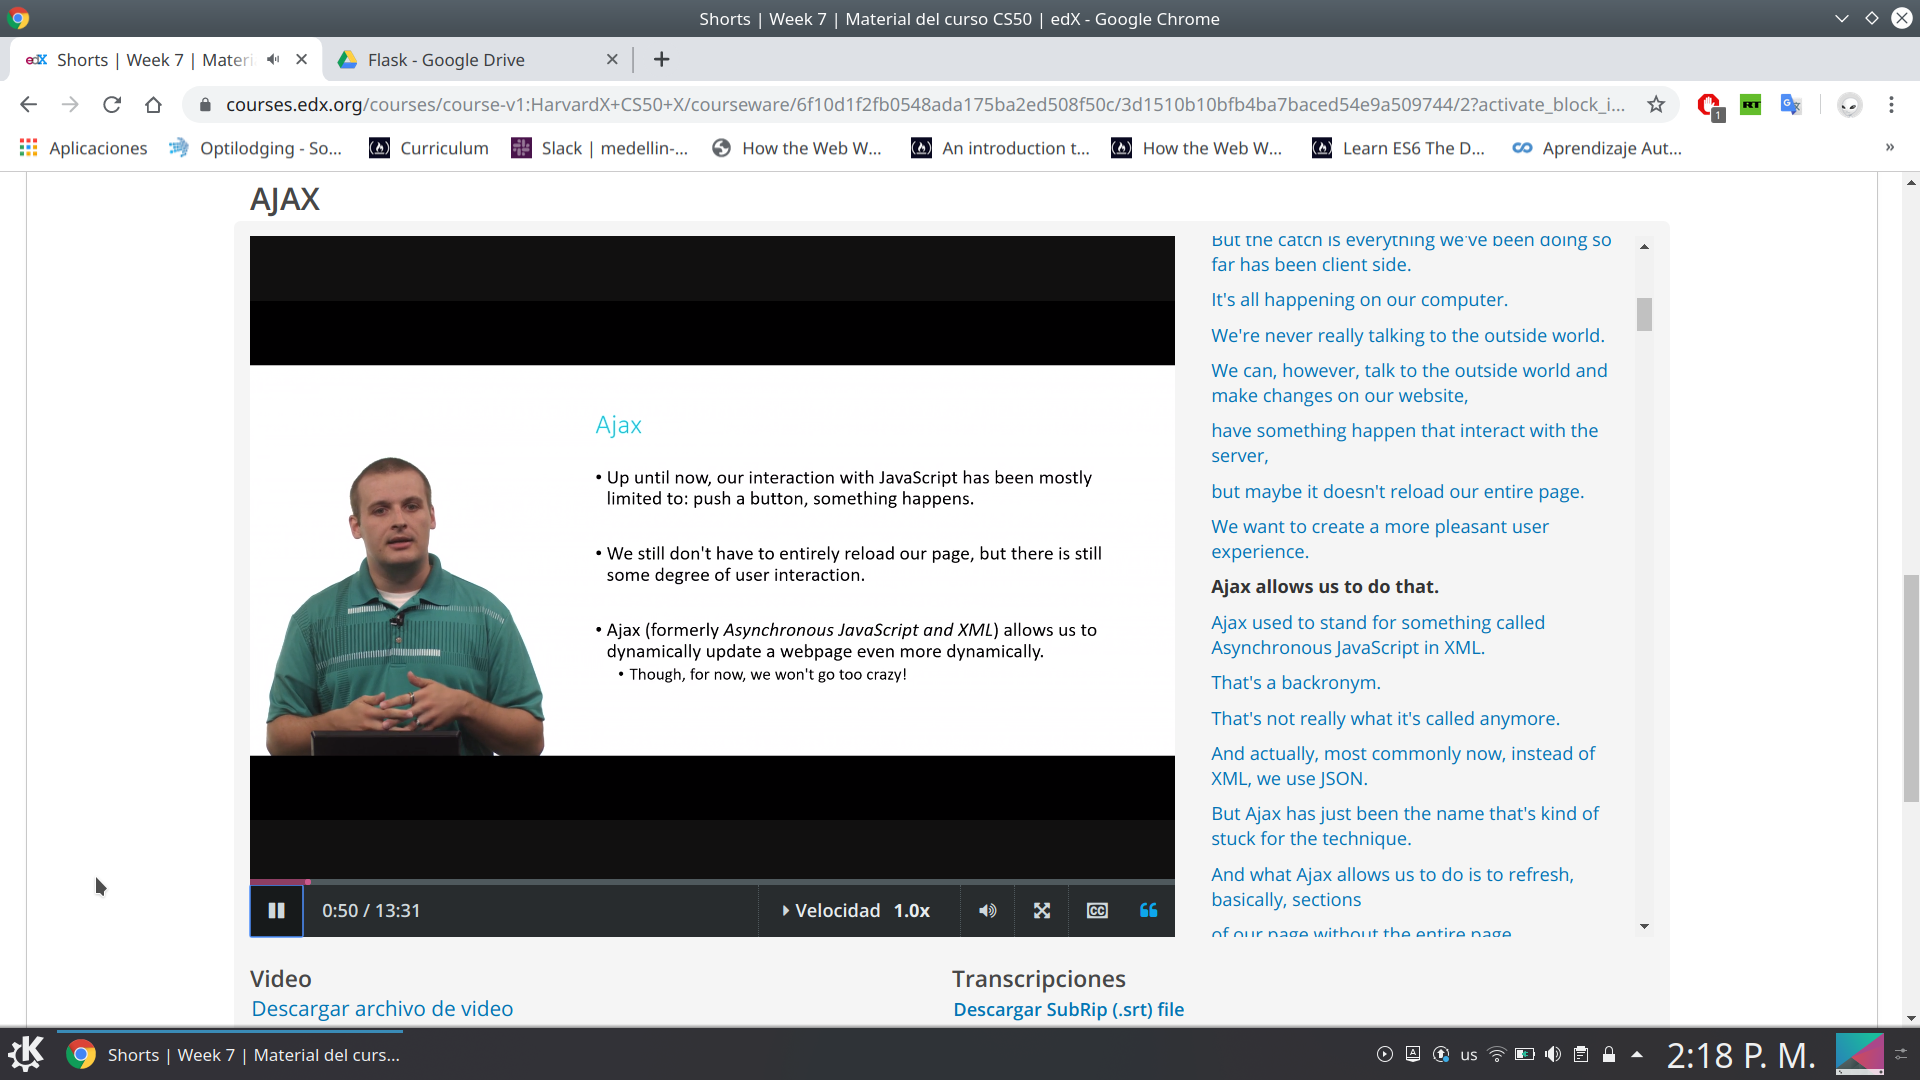 Shorts | Week 7 | Material del curso CS50 | edX - Google Chrome
edX Shorts | Week 7 | Materi
Flask - Google Drive
courses.edx.org/courses/course-v1:HarvardX+CS50+X/courseware/6f10d1f2fb0548ada175ba2ed508f50c/3d1510b10bfb4ba7baced54e9a509744/2?activate_block_i...
1
RT
G
Aplicaciones
Optilodging - So...
Curriculum
Slack | medellin-...
How the Web W...
An introduction t...
How the Web W...
Learn ES6 The D...
Aprendizaje Aut...
»
AJAX
Ajax
• Up until now, our interaction with JavaScript has been mostly
limited to: push a button, something happens.
• We still don't have to entirely reload our page, but there is still
some degree of user interaction.
• Ajax (formerly Asynchronous JavaScript and XML) allows us to
dynamically update a webpage even more dynamically.
• Though, for now, we won't go too crazy!
But the catch is everything we've been doing so
far has been client side.
It's all happening on our computer.
We're never really talking to the outside world.
We can, however, talk to the outside world and
make changes on our website,
have something happen that interact with the
server,
but maybe it doesn't reload our entire page.
We want to create a more pleasant user
experience.
Ajax allows us to do that.
Ajax used to stand for something called
Asynchronous JavaScript in XML.
That's a backronym.
That's not really what it's called anymore.
And actually, most commonly now, instead of
XML, we use JSON.
But Ajax has just been the name that's kind of
stuck for the technique.
And what Ajax allows us to do is to refresh,
basically, sections
of our page without the entire page
0:50 / 13:31
Velocidad 1.0x
CC
Video
Descargar archivo de video
Transcripciones
Descargar SubRip (.srt) file
Shorts | Week 7 | Material del curs...
us
2:18 P. M.